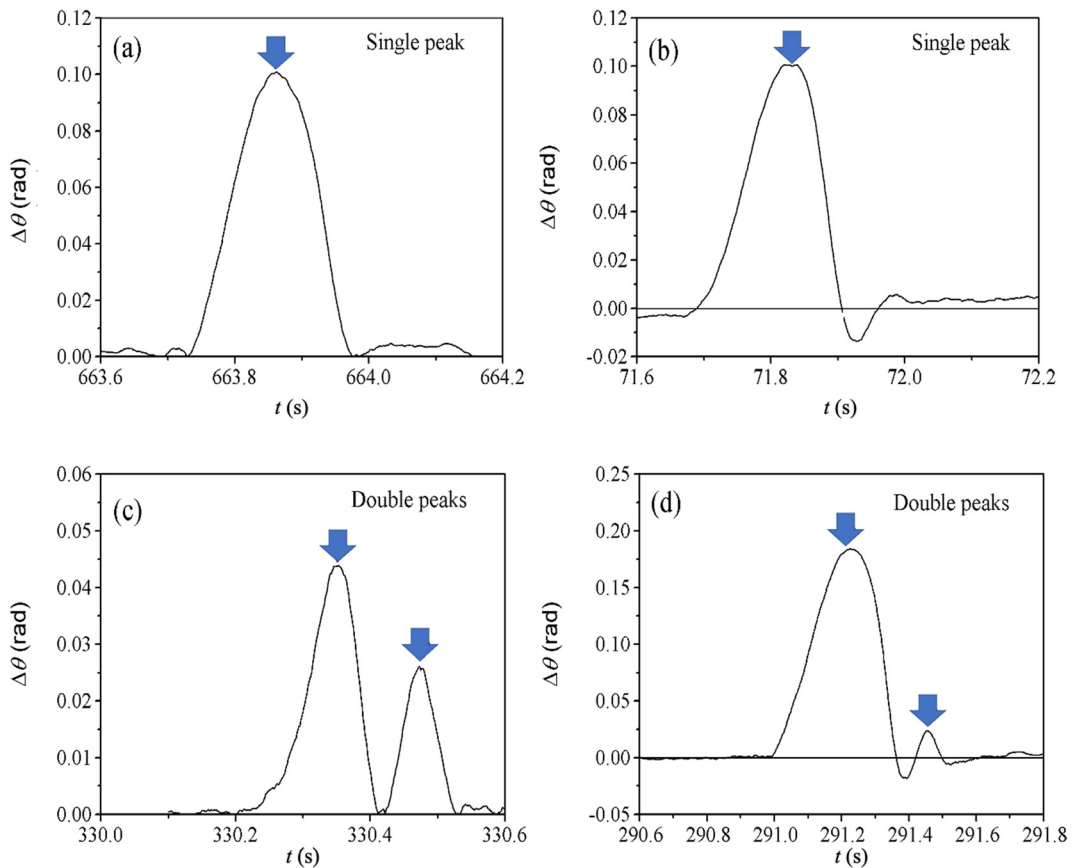 (a)
Single peak
0.12
0.10
0.08
0.06
0.04
0.02
0.00
Δθ (rad)
663.6 663.8 664.0 664.2
t (s)
(b)
Single peak
0.12
0.10
0.08
0.06
0.04
0.02
0.00
-0.02
Δθ (rad)
71.6 71.8 72.0 72.2
t (s)
(c)
Double peaks
0.06
0.05
0.04
0.03
0.02
0.01
0.00
Δθ (rad)
330.0 330.2 330.4 330.6
t (s)
(d)
Double peaks
0.25
0.20
0.15
0.10
0.05
0.00
-0.05
Δθ (rad)
290.6 290.8 291.0 291.2 291.4 291.6 291.8
t (s)